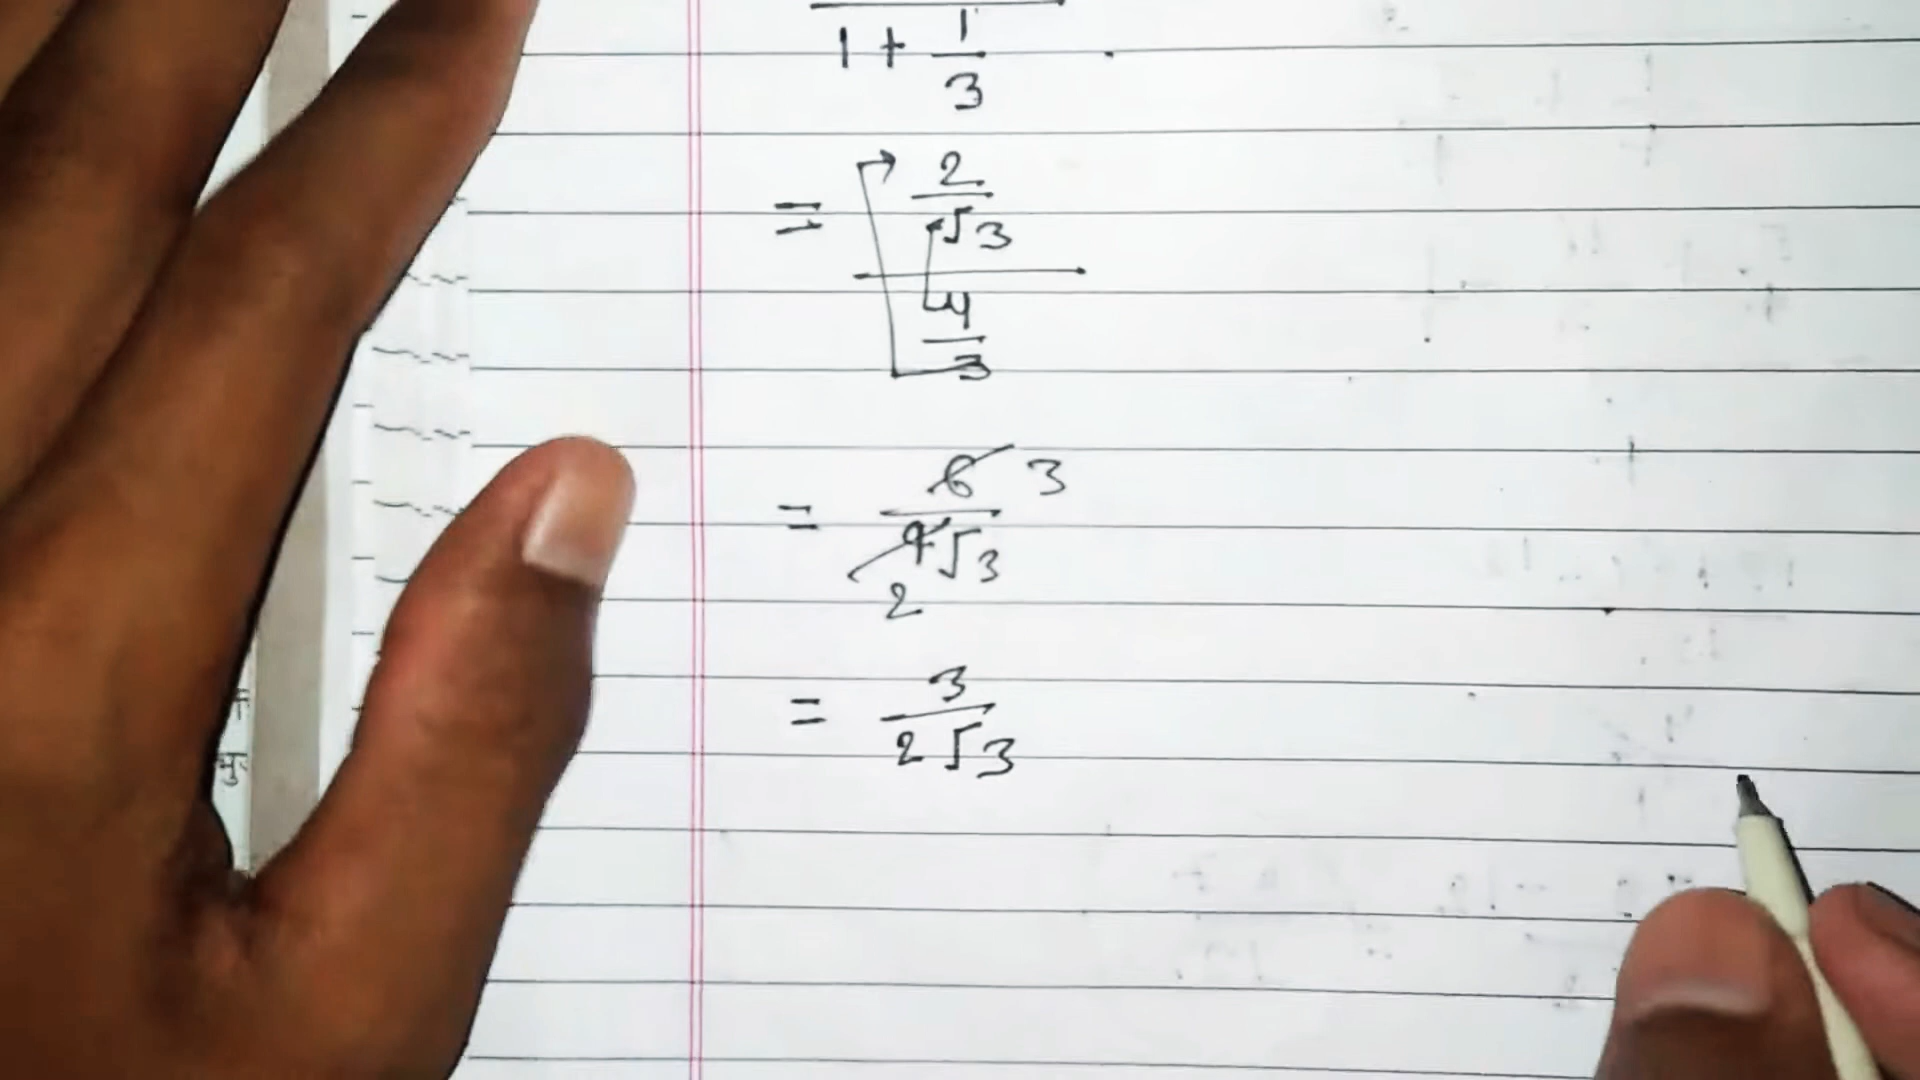 1 + 1/3
= (2/√3)/(4/3)
= 6/4√3 3 2
= 3/2√3